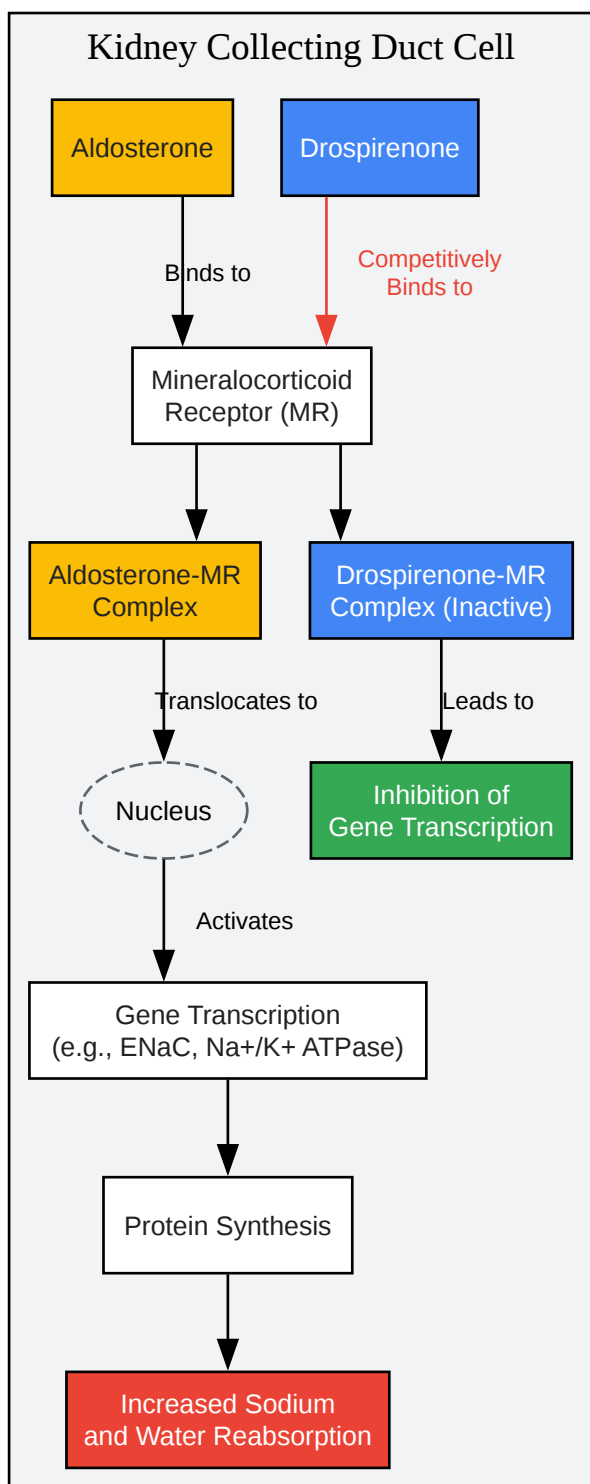 Kidney Collecting Duct Cell
Aldosterone
Drospirenone
Binds to
Competitively
Binds to
Mineralocorticoid
Receptor (MR)
Aldosterone-MR
Complex
Drospirenone-MR
Complex (Inactive)
Translocates to
Leads to
Nucleus
Inhibition of
Gene Transcription
Activates
Gene Transcription
(e.g., ENaC, Na+/K+ ATPase)
Protein Synthesis
Increased Sodium
and Water Reabsorption